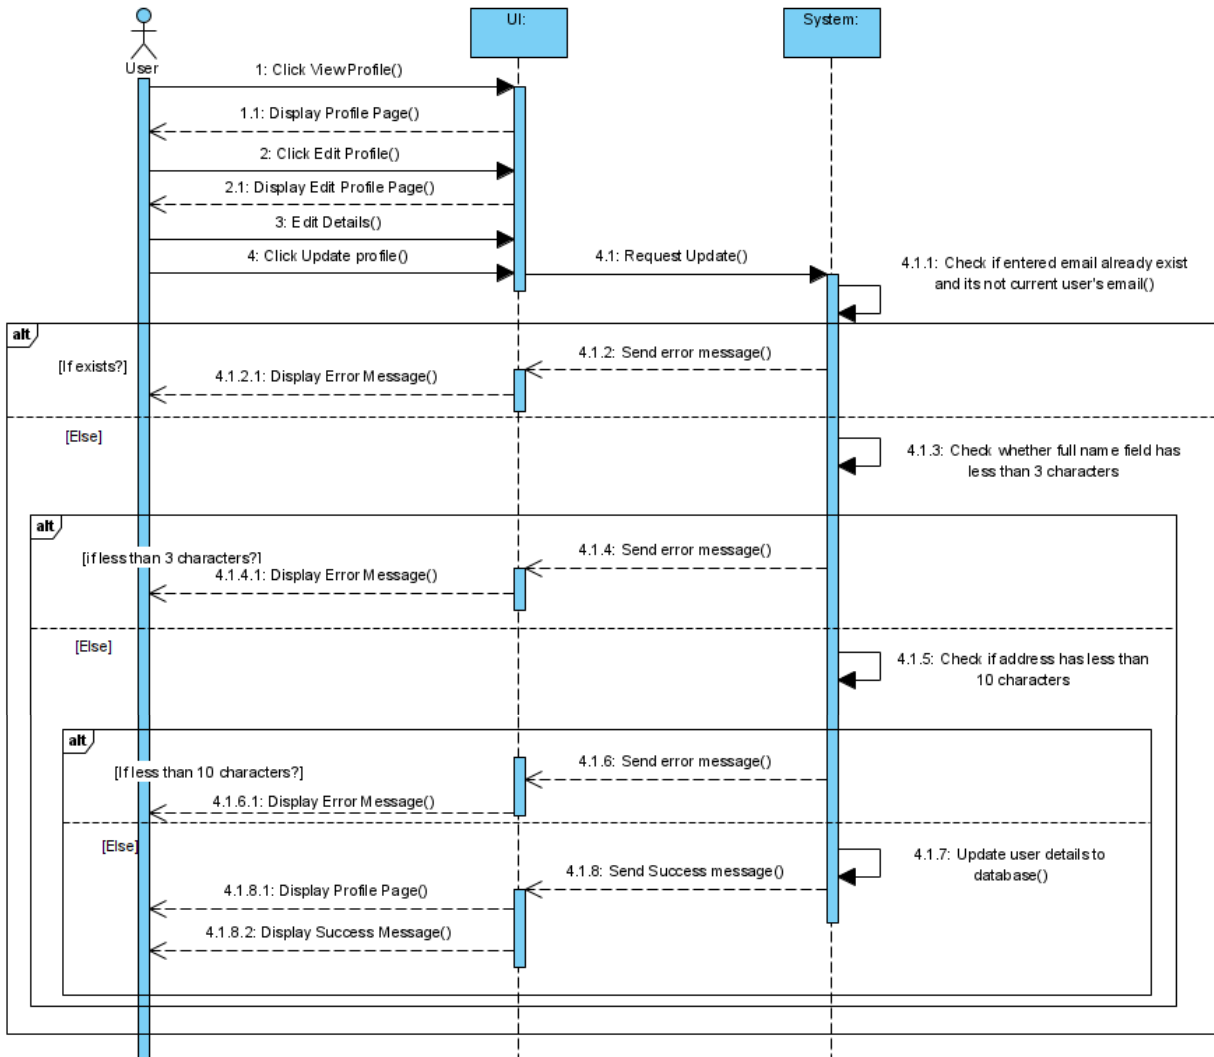 UI:
System:
User
1: Click View Profile()
1.1: Display Profile Page()
2: Click Edit Profile()
2.1: Display Edit Profile Page()
3: Edit Details()
4: Click Update profile()
4.1: Request Update()
4.1.1: Check if entered email already exist
and its not current user's email()
alt
[If exists?]
4.1.2: Send error message()
4.1.2.1: Display Error Message()
[Else]
4.1.3: Check whether full name field has
less than 3 characters
alt
[if less than 3 characters?]
4.1.4: Send error message()
4.1.4.1: Display Error Message()
[Else]
4.1.5: Check if address has less than
10 characters
alt
[If less than 10 characters?]
4.1.6: Send error message()
4.1.6.1: Display Error Message()
[Else]
4.1.7: Update user details to
database()
4.1.8: Send Success message()
4.1.8.1: Display Profile Page()
4.1.8.2: Display Success Message()